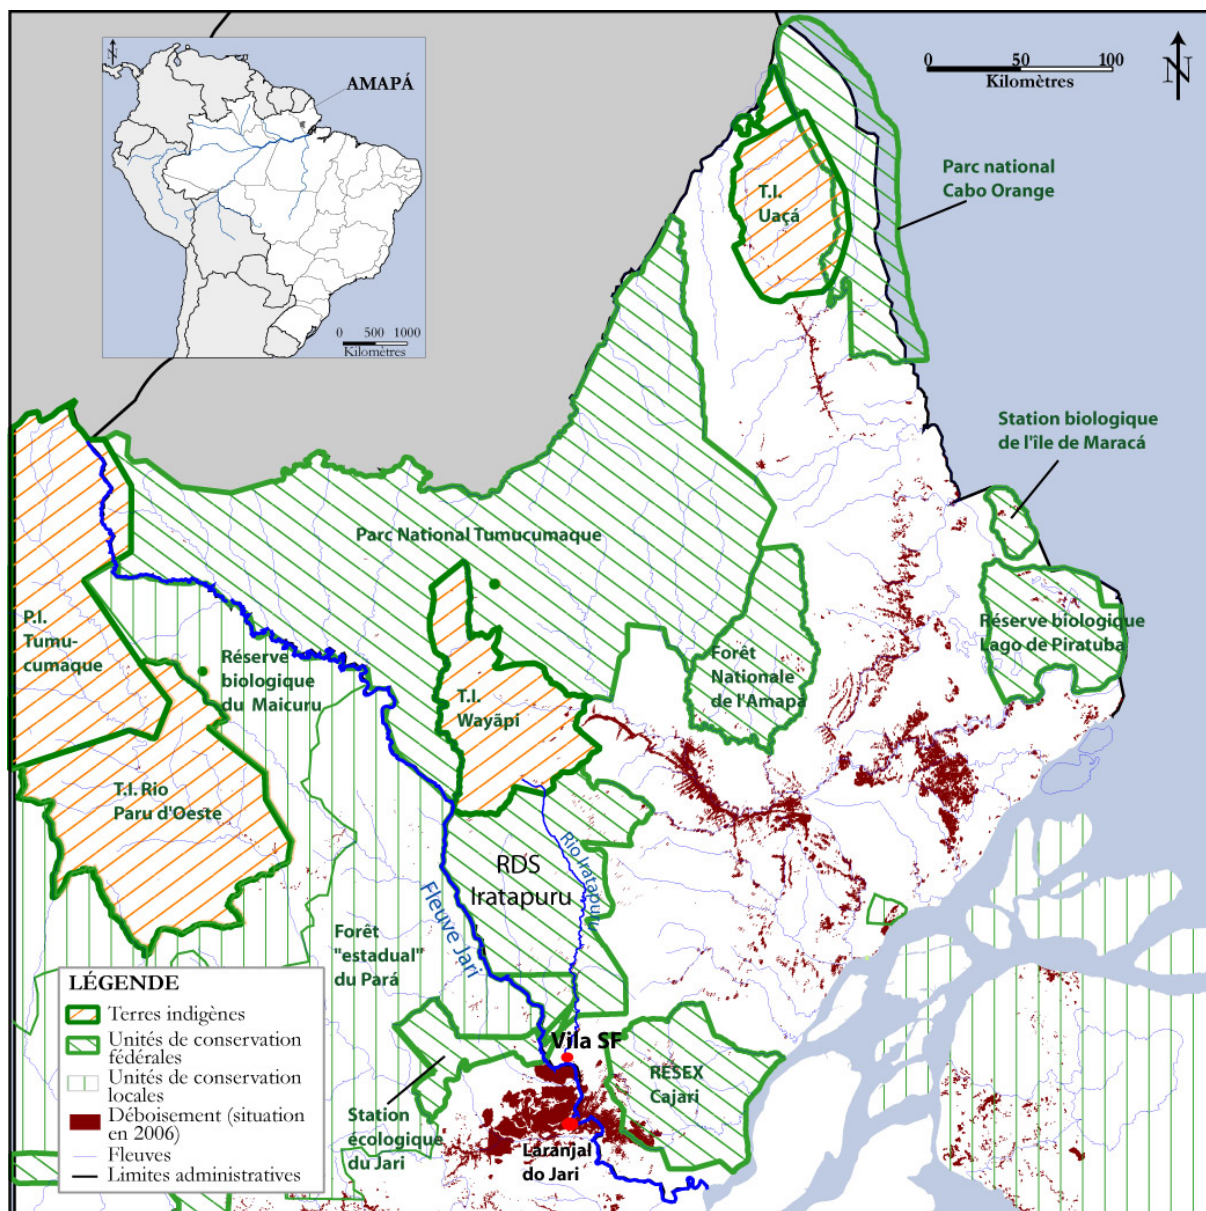 N
AMAPÁ
0 500 1000
Kilomètres
0 50 100
Kilomètres
N
Parc national
Cabo Orange
T.I.
Uaçá
Station biologique
de l'île de Maracá
Parc National Tumucumaque
P.I.
Tumu-
cumaque
Réserve
biologique
du Maicuru
T.I.
Wayãpi
Forêt
Nationale
de l'Amapá
Réserve biologique
Lago de Piratuba
T.I. Rio
Paru d'Oeste
RDS
Iratapuru
Rio Iratapuru
Fleuve Jari
Forêt
"estadual"
du Pará
Vila SF
RESEX
Cajari
Station
écologique
du Jari
Laranjal
do Jari
LÉGENDE
Terres indigènes
Unités de conservation
fédérales
Unités de conservation
locales
Déboisement (situation
en 2006)
Fleuves
Limites administratives